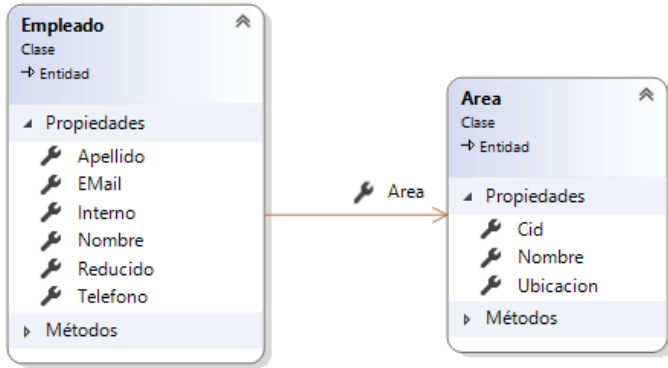 Empleado
Clase
Entidad
Propiedades
Apellido
EMail
Interno
Nombre
Reducido
Telefono
Métodos
Area
Area
Clase
Entidad
Propiedades
Cid
Nombre
Ubicacion
Métodos